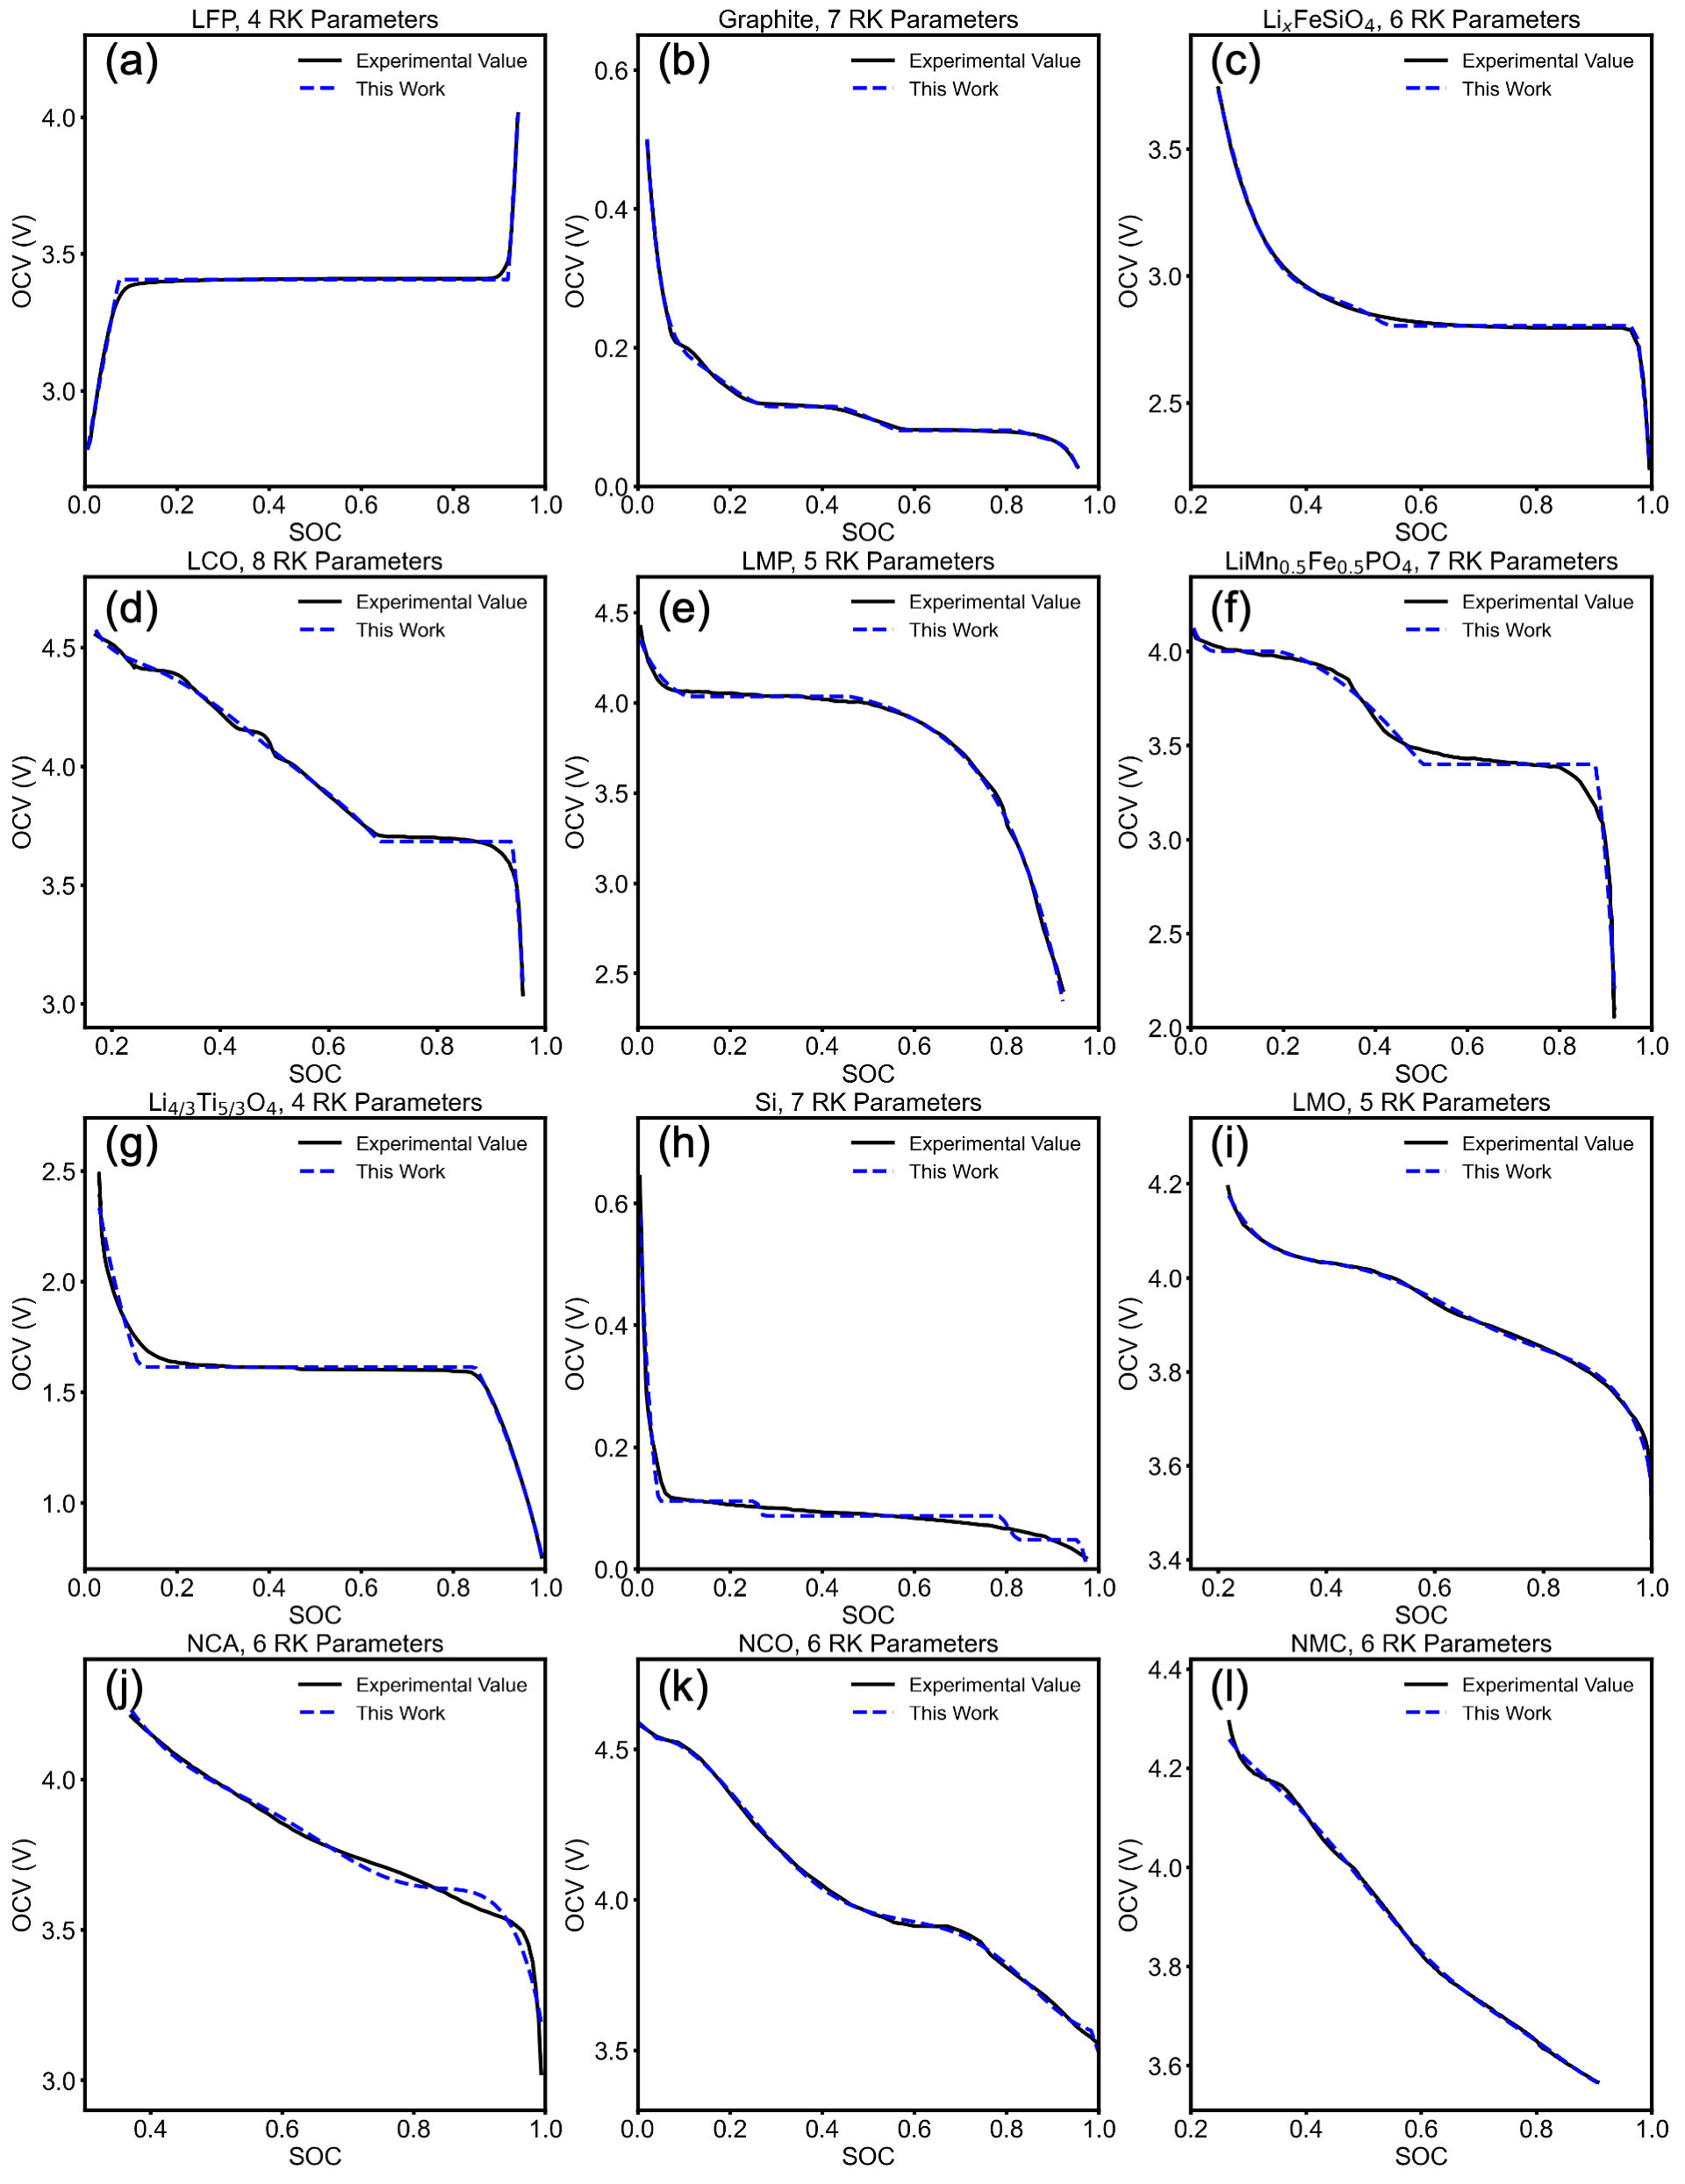 LFP, 4 RK Parameters
(a)
Experimental Value
This Work
OCV (V)
4.0
3.5
3.0
0.0 0.2 0.4 0.6 0.8 1.0
SOC
Graphite, 7 RK Parameters
(b)
Experimental Value
This Work
OCV (V)
0.6
0.4
0.2
0.0
0.0 0.2 0.4 0.6 0.8 1.0
SOC
LiₓFeSiO₄, 6 RK Parameters
(c)
Experimental Value
This Work
OCV (V)
3.5
3.0
2.5
0.2 0.4 0.6 0.8 1.0
SOC
LCO, 8 RK Parameters
(d)
Experimental Value
This Work
OCV (V)
4.5
4.0
3.5
3.0
0.2 0.4 0.6 0.8 1.0
SOC
LMP, 5 RK Parameters
(e)
Experimental Value
This Work
OCV (V)
4.5
4.0
3.5
3.0
2.5
0.0 0.2 0.4 0.6 0.8 1.0
SOC
LiMn₀.₅Fe₀.₅PO₄, 7 RK Parameters
(f)
Experimental Value
This Work
OCV (V)
4.0
3.5
3.0
2.5
2.0
0.0 0.2 0.4 0.6 0.8 1.0
SOC
Li₄/₃Ti₅/₃O₄, 4 RK Parameters
(g)
Experimental Value
This Work
OCV (V)
2.5
2.0
1.5
1.0
0.0 0.2 0.4 0.6 0.8 1.0
SOC
Si, 7 RK Parameters
(h)
Experimental Value
This Work
OCV (V)
0.6
0.4
0.2
0.0
0.0 0.2 0.4 0.6 0.8 1.0
SOC
LMO, 5 RK Parameters
(i)
Experimental Value
This Work
OCV (V)
4.2
4.0
3.8
3.6
3.4
0.2 0.4 0.6 0.8 1.0
SOC
NCA, 6 RK Parameters
(j)
Experimental Value
This Work
OCV (V)
4.0
3.5
3.0
0.4 0.6 0.8 1.0
SOC
NCO, 6 RK Parameters
(k)
Experimental Value
This Work
OCV (V)
4.5
4.0
3.5
0.0 0.2 0.4 0.6 0.8 1.0
SOC
NMC, 6 RK Parameters
(l)
Experimental Value
This Work
OCV (V)
4.4
4.2
4.0
3.8
3.6
0.2 0.4 0.6 0.8 1.0
SOC